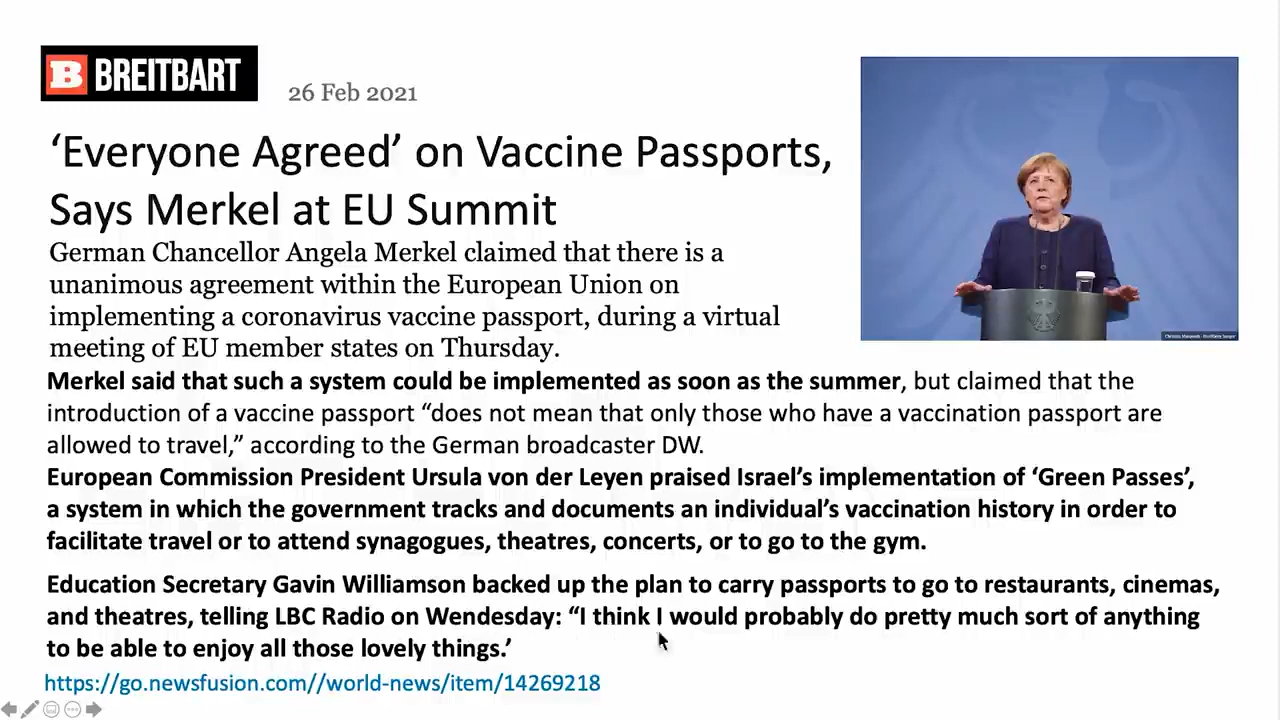 B BREITBART
26 Feb 2021
‘Everyone Agreed’ on Vaccine Passports,
Says Merkel at EU Summit
German Chancellor Angela Merkel claimed that there is a
unanimous agreement within the European Union on
implementing a coronavirus vaccine passport, during a virtual
meeting of EU member states on Thursday.
Merkel said that such a system could be implemented as soon as the summer, but claimed that the
introduction of a vaccine passport “does not mean that only those who have a vaccination passport are
allowed to travel,” according to the German broadcaster DW.
European Commission President Ursula von der Leyen praised Israel’s implementation of ‘Green Passes’,
a system in which the government tracks and documents an individual’s vaccination history in order to
facilitate travel or to attend synagogues, theatres, concerts, or to go to the gym.
Education Secretary Gavin Williamson backed up the plan to carry passports to go to restaurants, cinemas,
and theatres, telling LBC Radio on Wendesday: “I think I would probably do pretty much sort of anything
to be able to enjoy all those lovely things.’
https://go.newsfusion.com//world-news/item/14269218